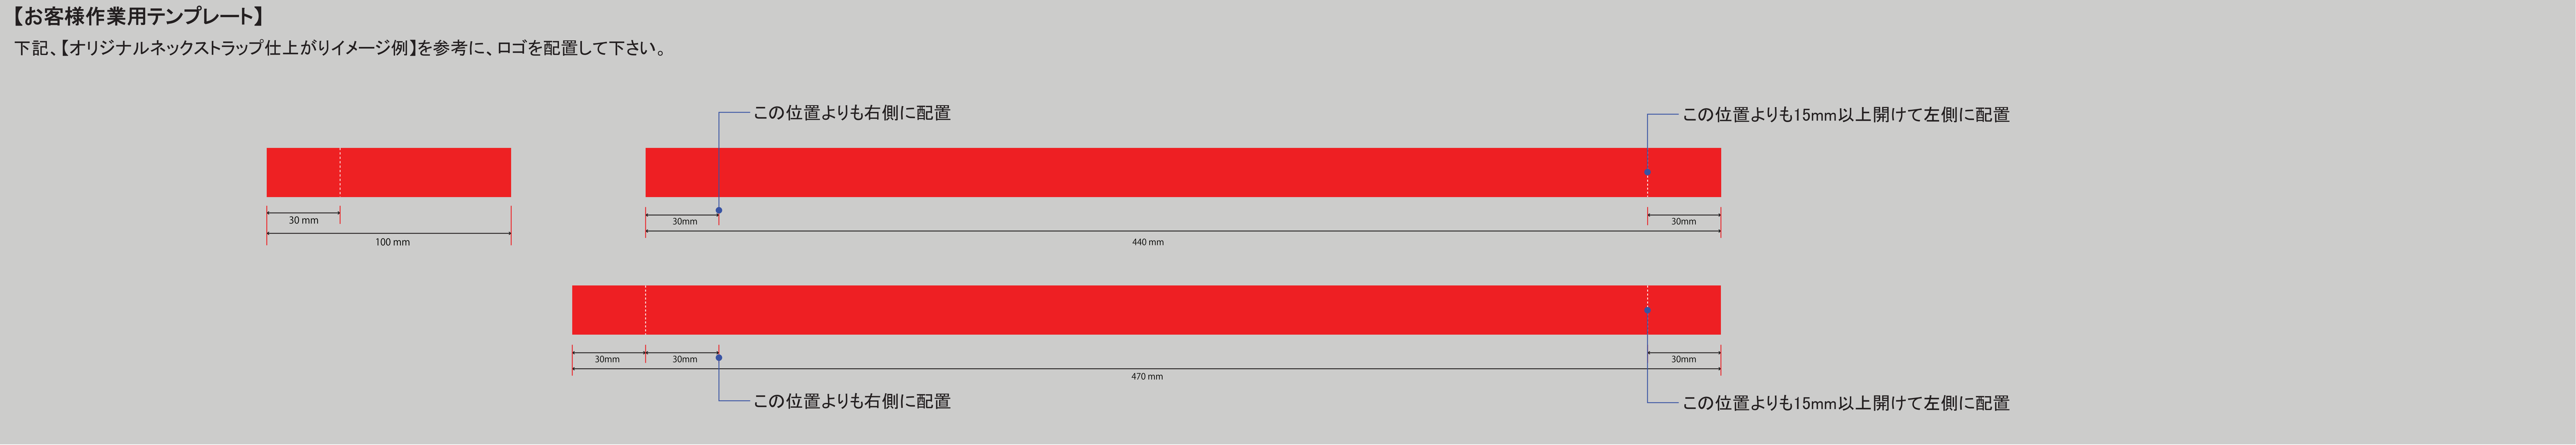 【お客様作業用テンプレート】
下記、【オリジナルネックストラップ仕上がりイメージ例】を参考に、ロゴを配置して下さい。
この位置よりも右側に配置
この位置よりも15mm以上開けて左側に配置
30 mm
100 mm
30mm
30mm
440 mm
30mm
30mm
30mm
470 mm
この位置よりも右側に配置
この位置よりも15mm以上開けて左側に配置